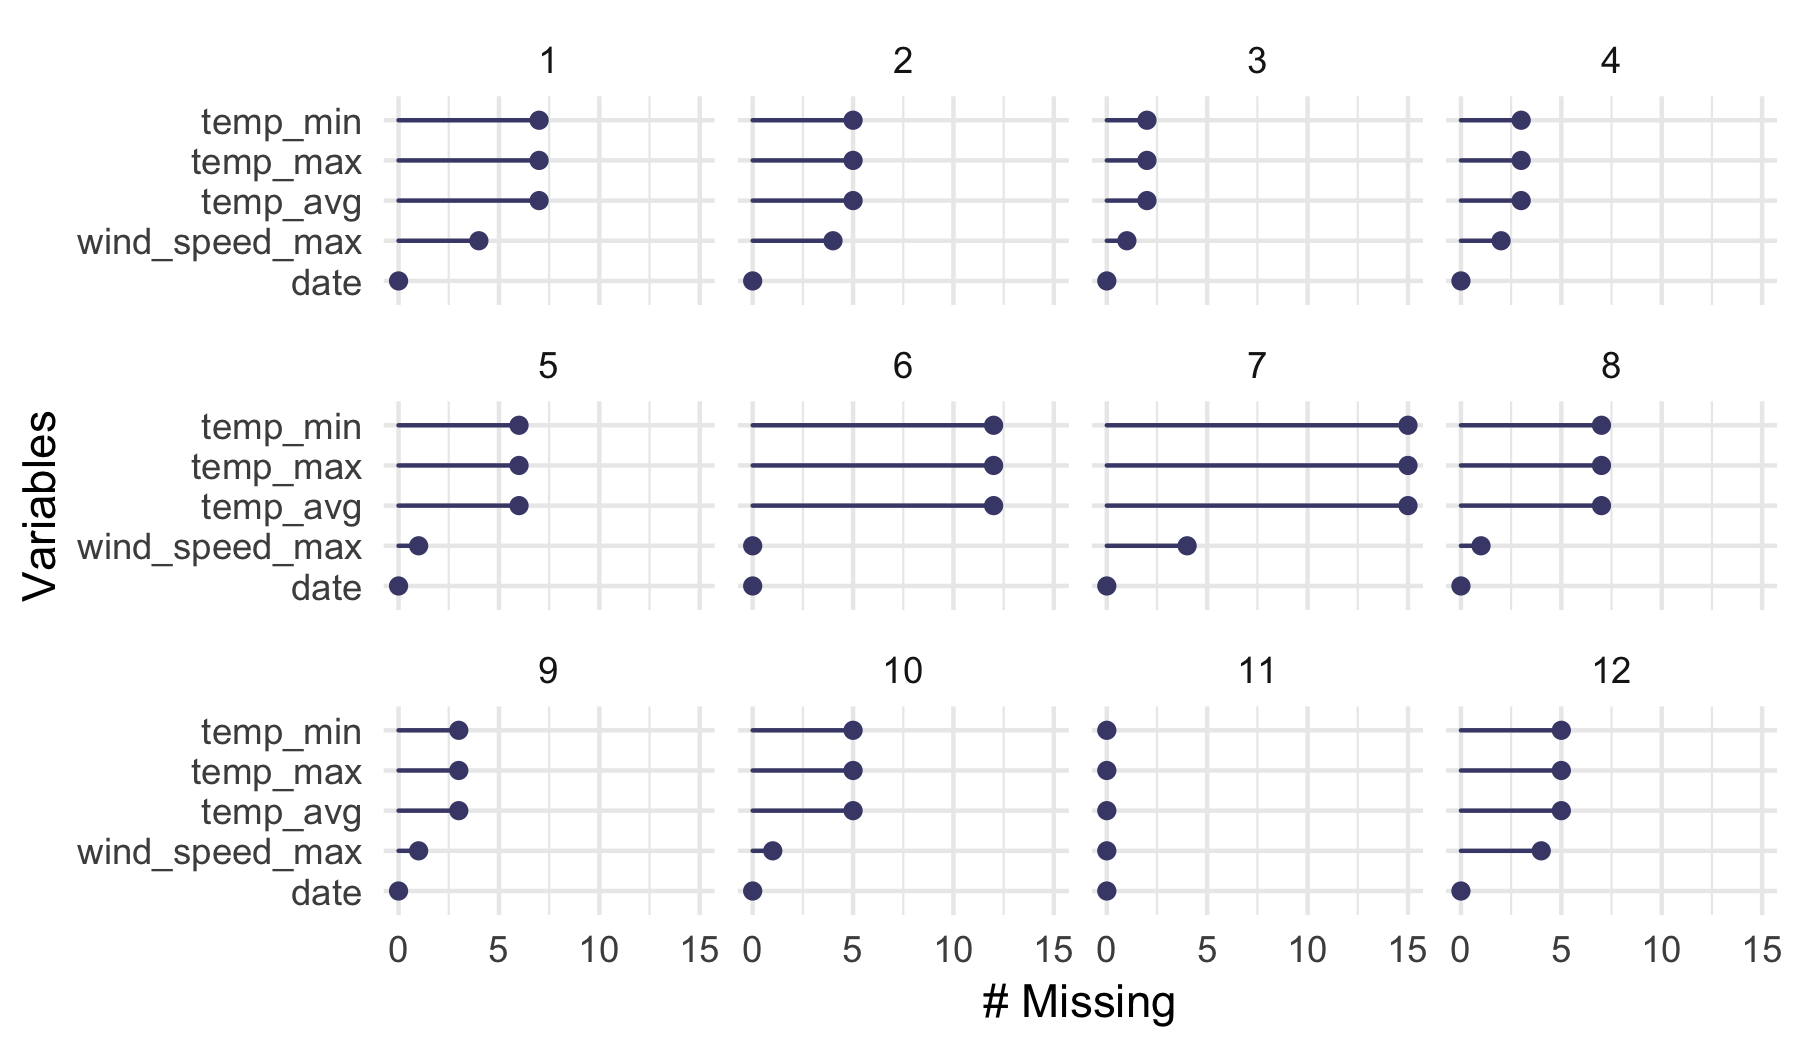 1 2 3 4
temp_min
temp_max
temp_avg
wind_speed_max
date
5 6 7 8
temp_min
temp_max
temp_avg
wind_speed_max
date
9 10 11 12
temp_min
temp_max
temp_avg
wind_speed_max
date
0 5 10 15 0 5 10 15 0 5 10 15 0 5 10 15
# Missing
Variables